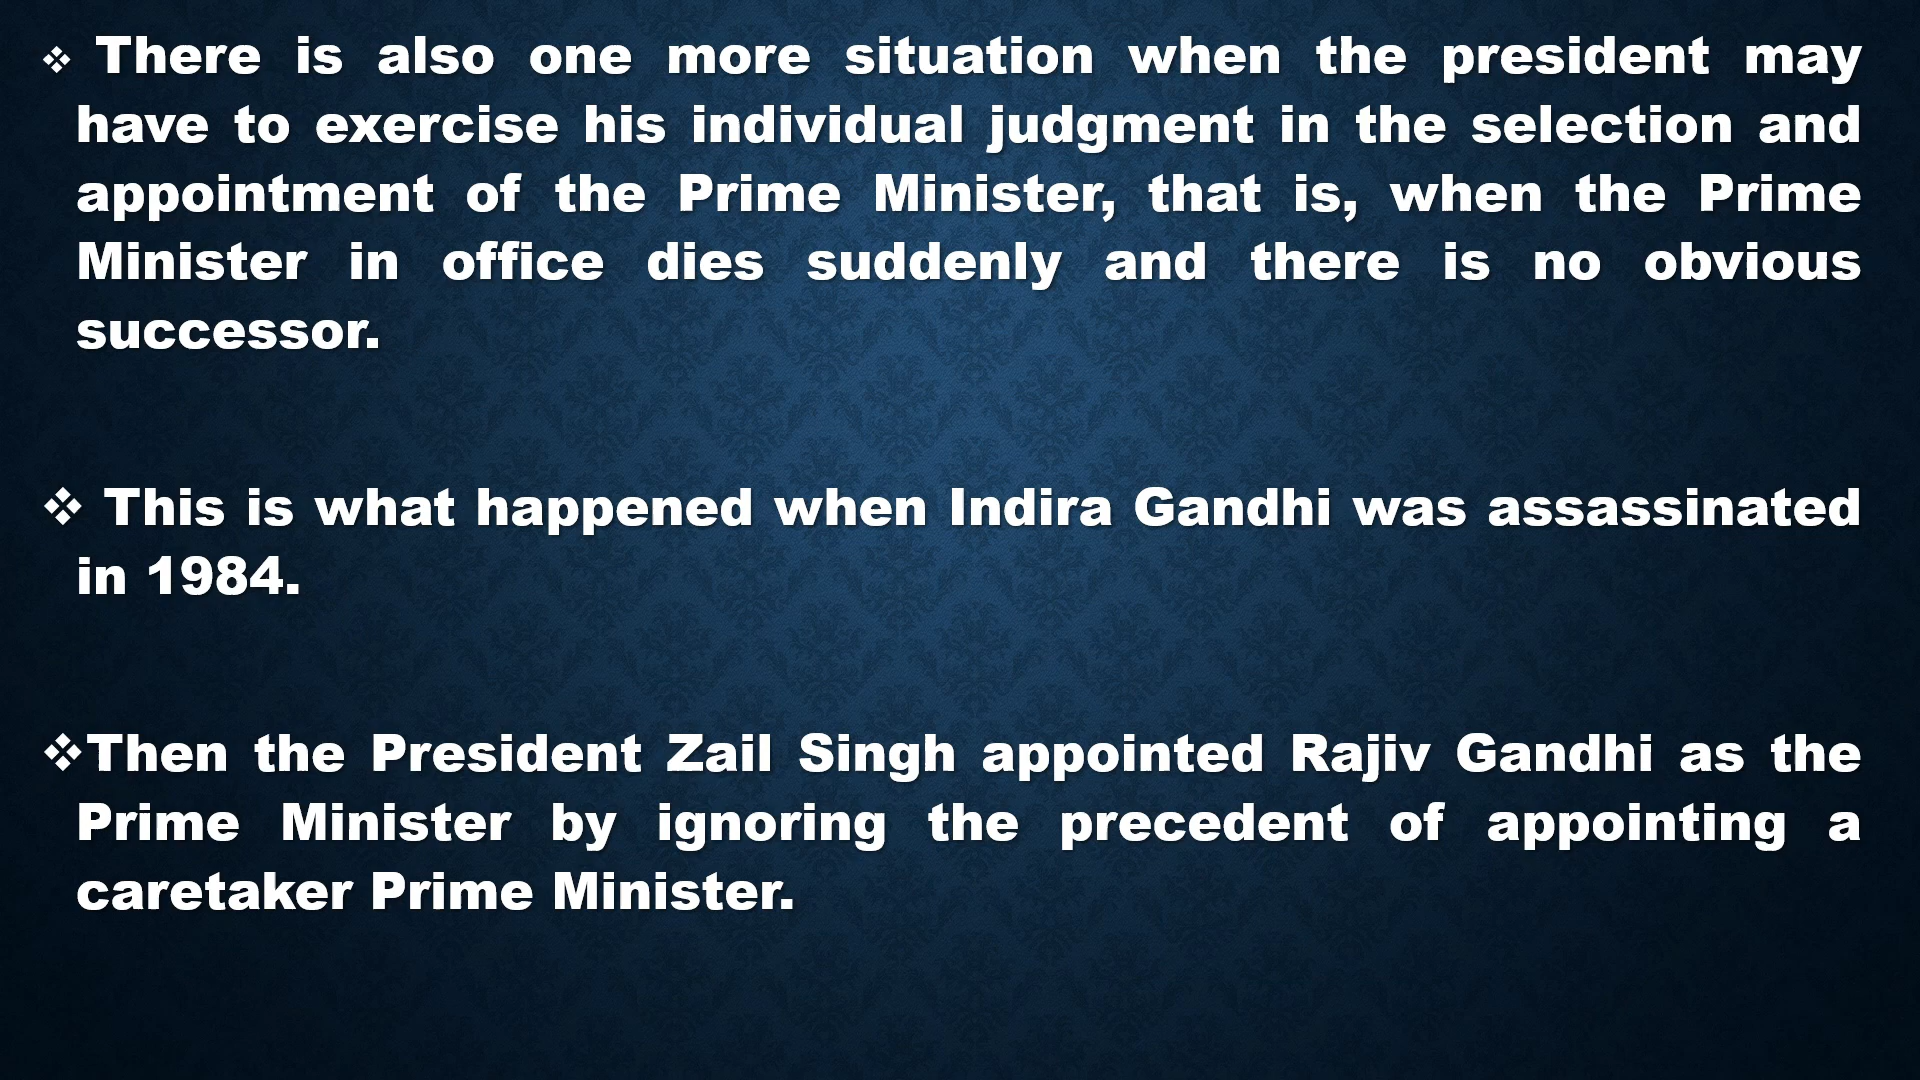 ❖ There is also one more situation when the president may
have to exercise his individual judgment in the selection and
appointment of the Prime Minister, that is, when the Prime
Minister in office dies suddenly and there is no obvious
successor.
❖ This is what happened when Indira Gandhi was assassinated
in 1984.
❖Then the President Zail Singh appointed Rajiv Gandhi as the
Prime Minister by ignoring the precedent of appointing a
caretaker Prime Minister.